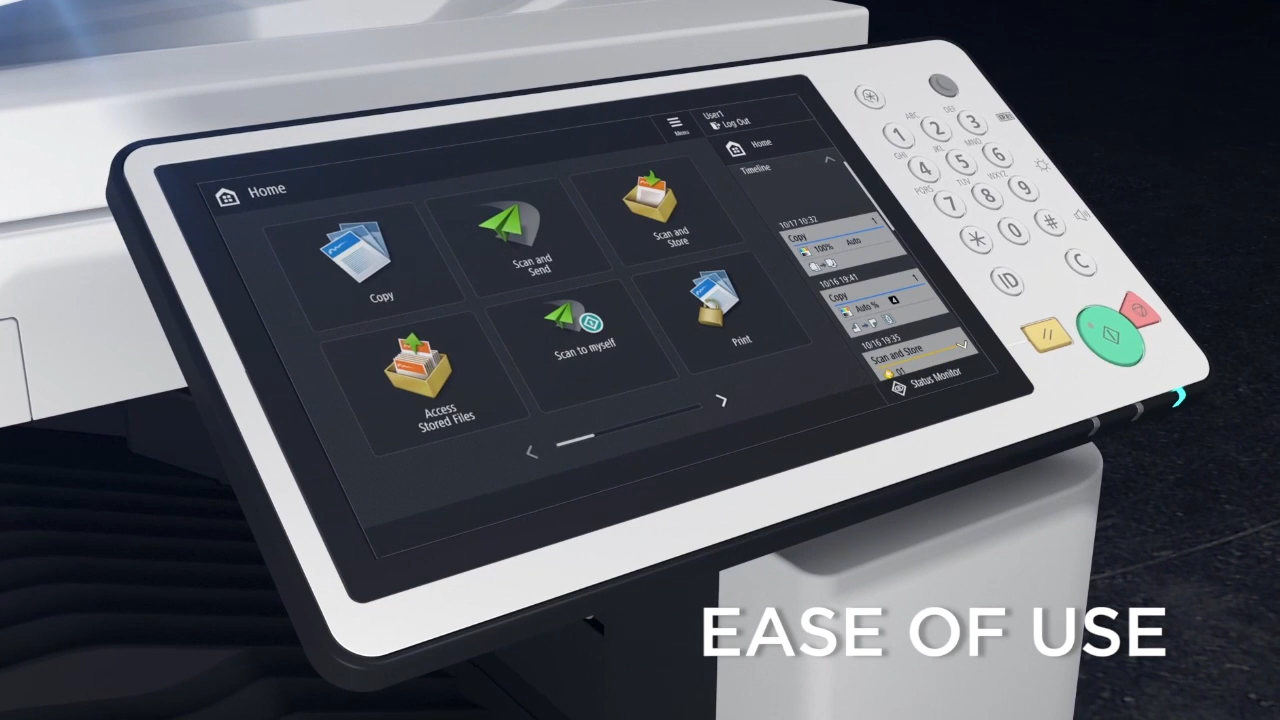 Home
Menu
User1
Log Out
Home
Timeline
Copy
Scan and
Send
Scan and
Store
Access
Stored Files
Scan to myself
Print
10/17 10:32
Copy
1
100%
Auto
10/16 19:41
Copy
1
Auto %
10/16 19:35
Scan and Store
01
Status Monitor
ABC
DEF
1
2
3
GHI
JKL
MNO
4
5
6
PQRS
TUV
WXYZ
7
8
9
*
0
#
ID
C
EASE OF USE